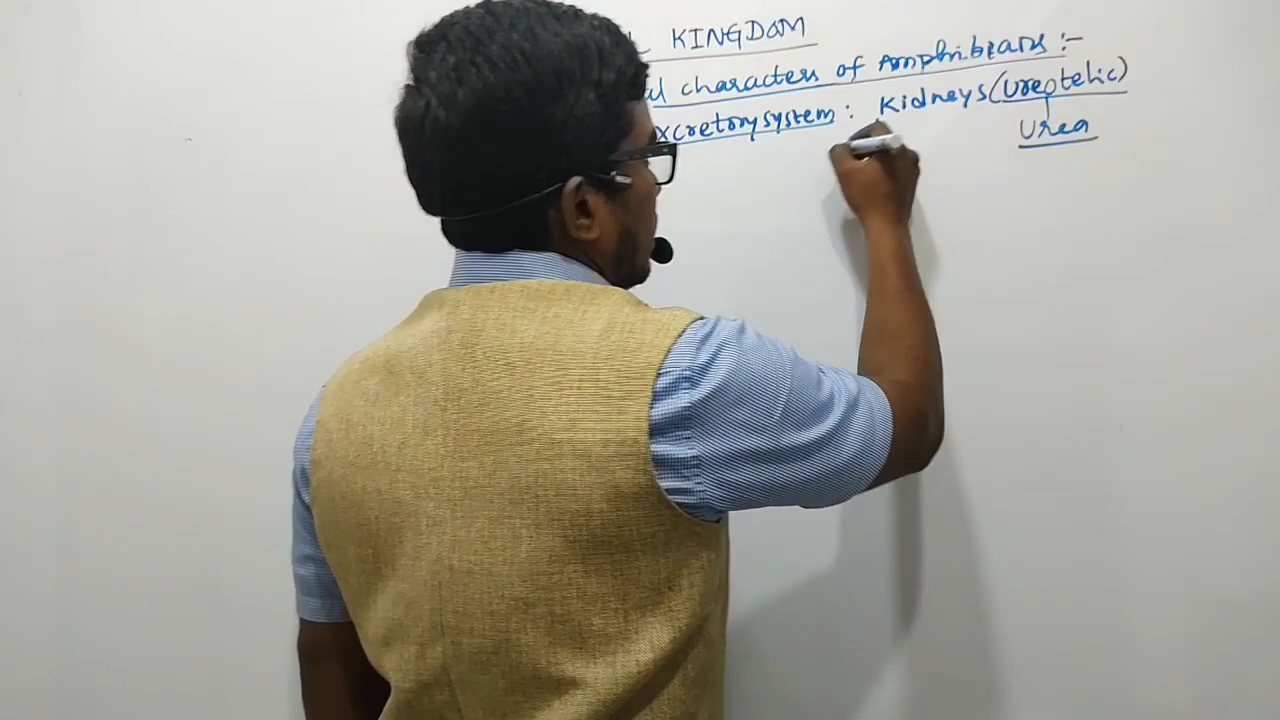 KINGDOM
characters of Amphibians :-
xcretory system : Kidneys (Ureotelic)
Urea